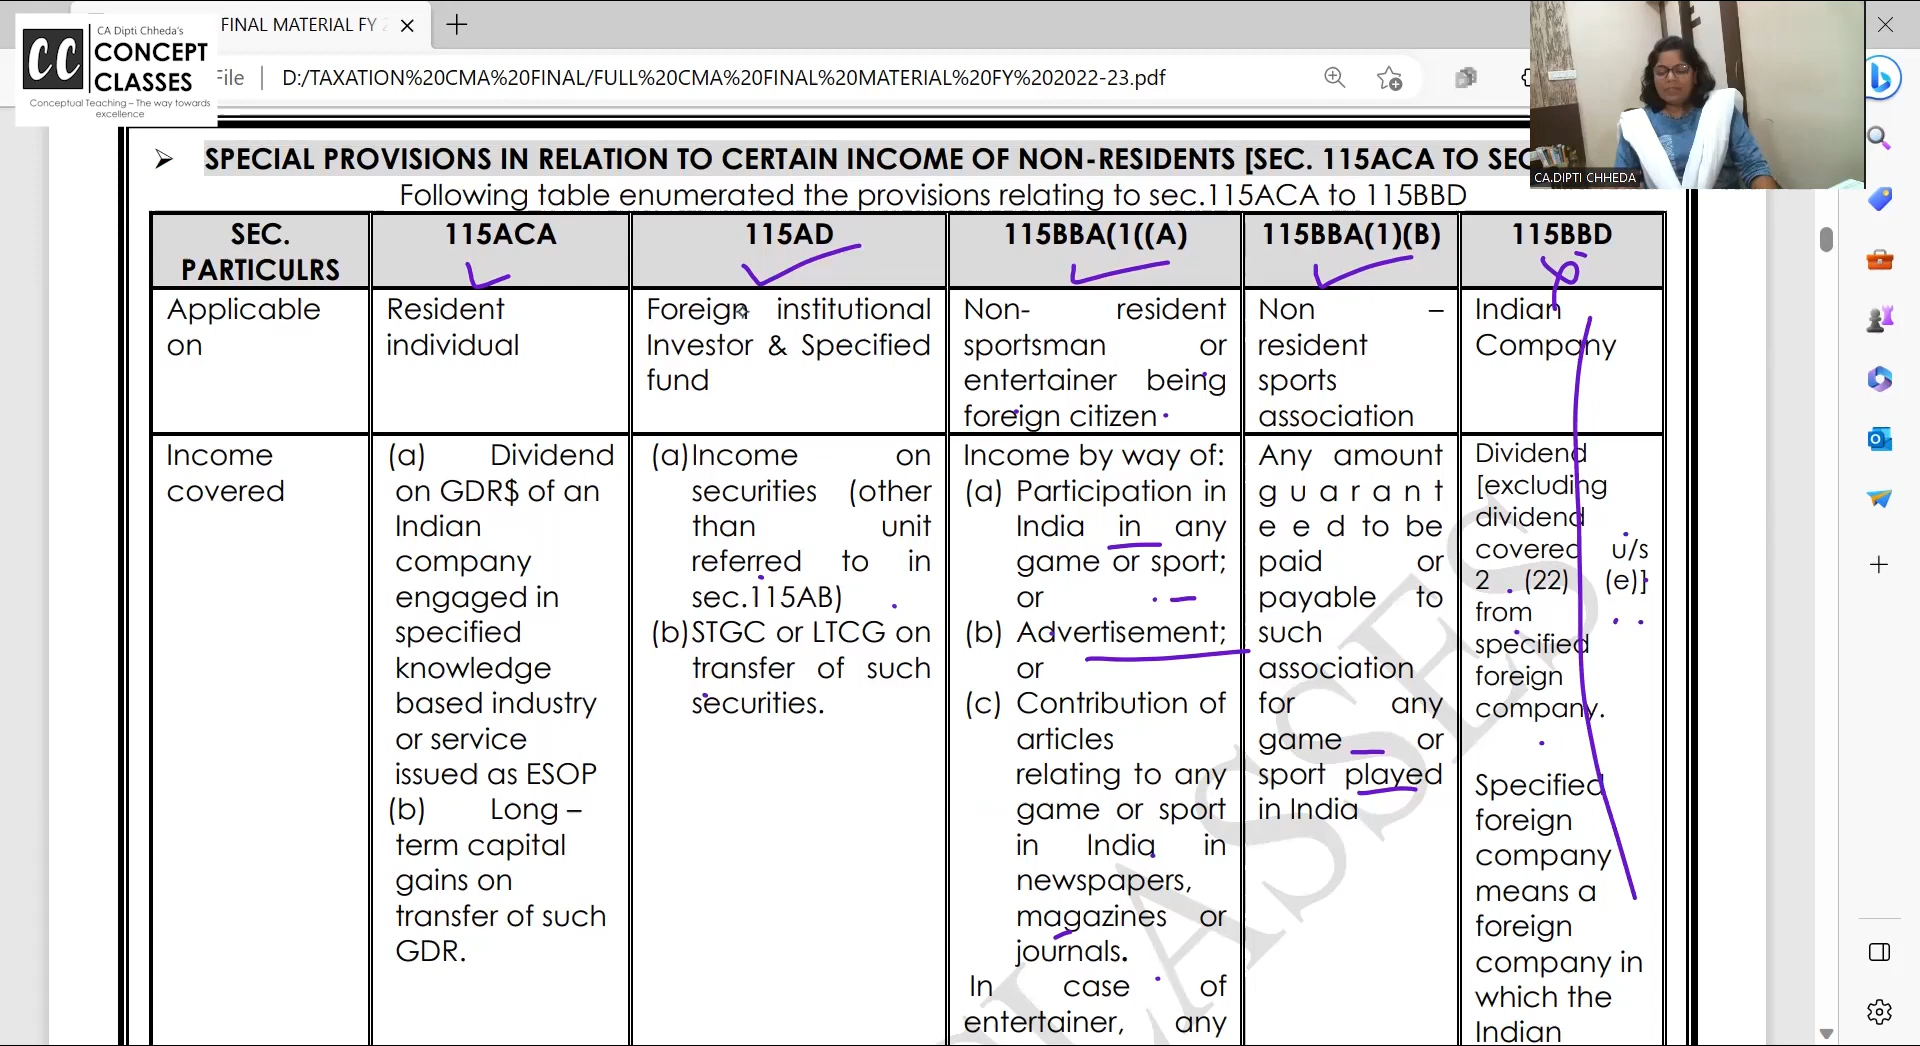 FINAL MATERIAL FY 2
CA Dipti Chheda's
CC CONCEPT
CLASSES
Conceptual Teaching – The way towards
excellence
File
D:/TAXATION%20CMA%20FINAL/FULL%20CMA%20FINAL%20MATERIAL%20FY%202022-23.pdf
CA.DIPTI CHHEDA
➢ SPECIAL PROVISIONS IN RELATION TO CERTAIN INCOME OF NON-RESIDENTS [SEC. 115ACA TO SEC
Following table enumerated the provisions relating to sec.115ACA to 115BBD
SEC.
PARTICULRS
115ACA
115AD
115BBA(1((A)
115BBA(1)(B)
115BBD
Applicable
on
Resident
individual
Foreign institutional
Investor & Specified
fund
Non- resident
sportsman or
entertainer being
foreign citizen
Non –
resident
sports
association
Indian
Company
Income
covered
(a) Dividend
on GDR$ of an
Indian
company
engaged in
specified
knowledge
based industry
or service
issued as ESOP
(b) Long –
term capital
gains on
transfer of such
GDR.
(a)Income on
securities (other
than unit
referred to in
sec.115AB)
(b)STGC or LTCG on
transfer of such
securities.
Income by way of:
(a) Participation in
India in any
game or sport;
or
(b) Advertisement;
or
(c) Contribution of
articles
relating to any
game or sport
in India in
newspapers,
magazines or
journals.
In case of
entertainer, any
Any amount
g u a r a n t
e e d to be
paid or
payable to
such
association
for any
game or
sport played
in India
Dividend
[excluding
dividend
covered u/s
2 (22) (e)]
from
specified
foreign
company.
Specified
foreign
company
means a
foreign
company in
which the
Indian
LASSES